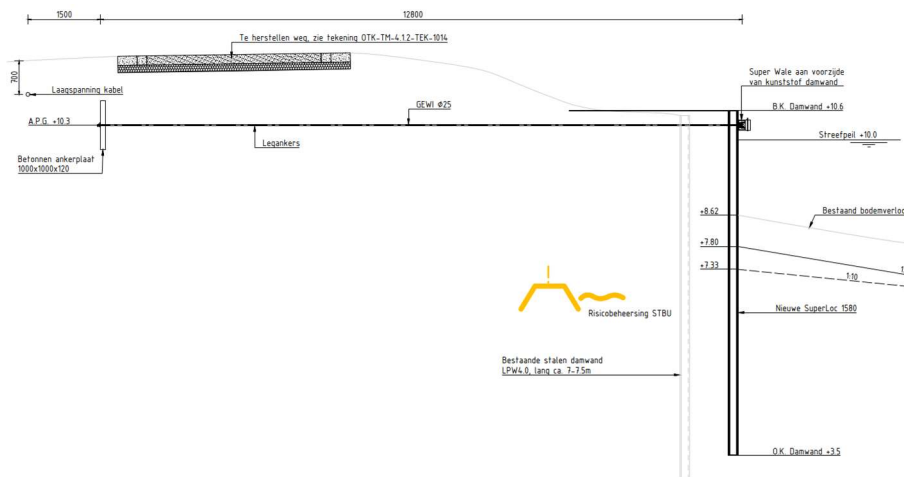 1500
12800
Te herstellen weg, zie tekening OTK-TM-4.1.2-TEK-1014
700
Laagspanning kabel
Super Wale aan voorzijde
van kunststof damwand
GEWI Ø25
B.K. Damwand +10.6
A.P.G. +10.3
Legankers
Streefpeil +10.0
Betonnen ankerplaat
1000x1000x120
+8.62
Bestaand bodemverloo
+7.80
+7.33
1:10
Nieuwe SuperLoc 1580
Risicobeheersing STBU
Bestaande stalen damwand
LPW4.0, lang ca. 7-7.5m
O.K. Damwand +3.5